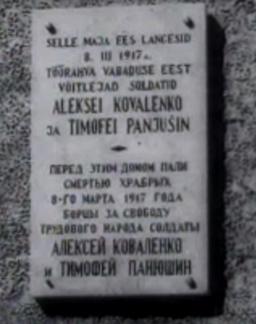 SELLE MAJA EES LANGESID
8. III 1917 a.
TÖÖRAHVA VABADUSE EEST
VÕITLEJAD SOLDATID
ALEKSEI KOVALENKO
JA TIMOFEI PANJUŠIN
ПЕРЕД ЭТИМ ДОМОМ ПАЛИ
СМЕРТЬЮ ХРАБРЫХ
8-ГО МАРТА 1917 ГОДА
БОРЦЫ ЗА СВОБОДУ
ТРУДОВОГО НАРОДА СОЛДАТЫ
АЛЕКСЕЙ КОВАЛЕНКО
И ТИМОФЕЙ ПАНЮШИН